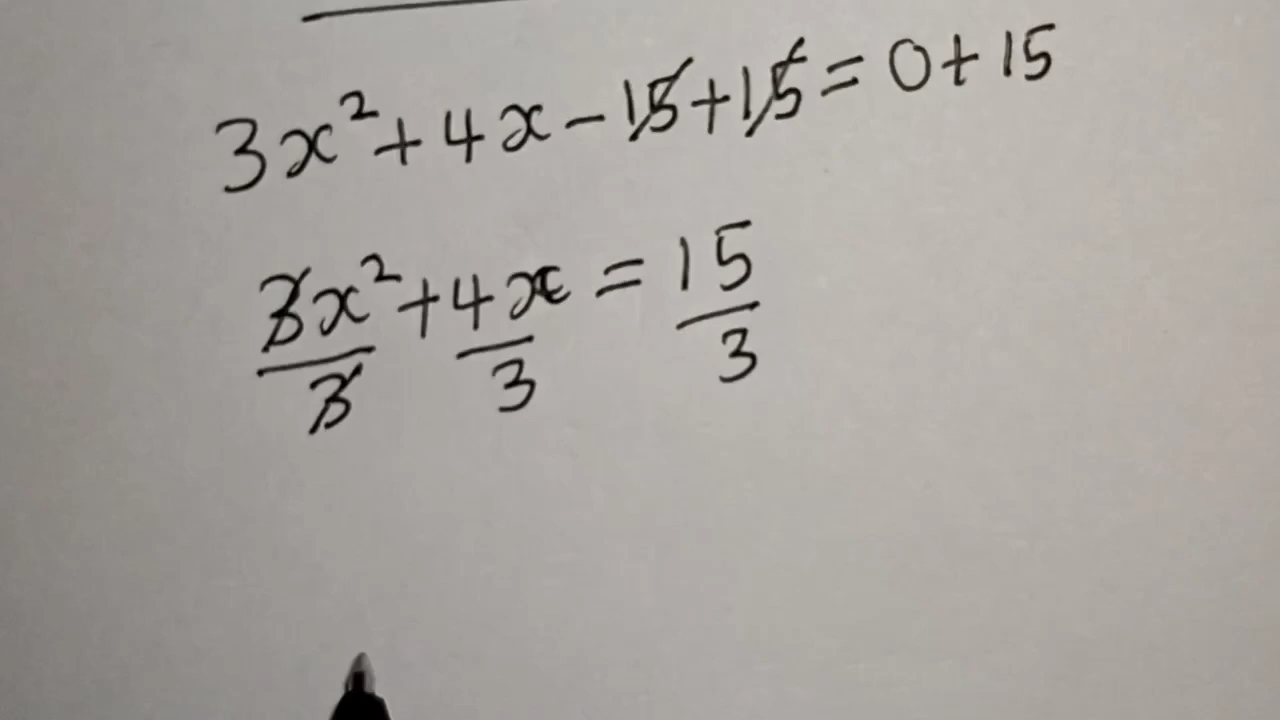 3x² + 4x - 15 + 15 = 0 + 15
3x²/3 + 4x/3 = 15/3